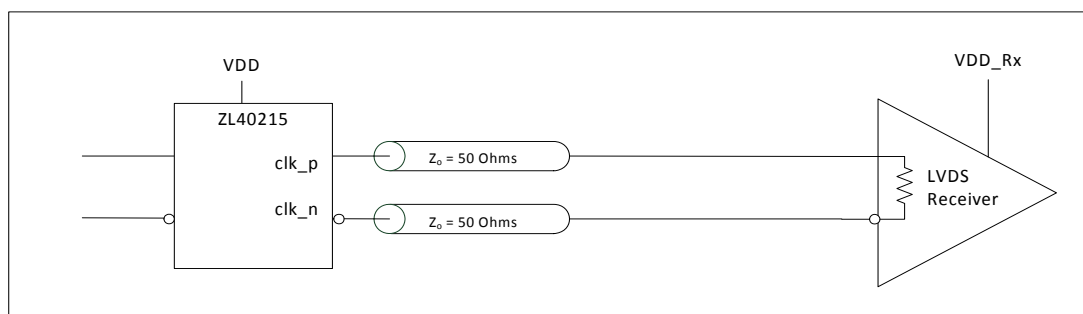 VDD
VDD_Rx
ZL40215
clk_p
Zₒ = 50 Ohms
LVDS
Receiver
clk_n
Zₒ = 50 Ohms